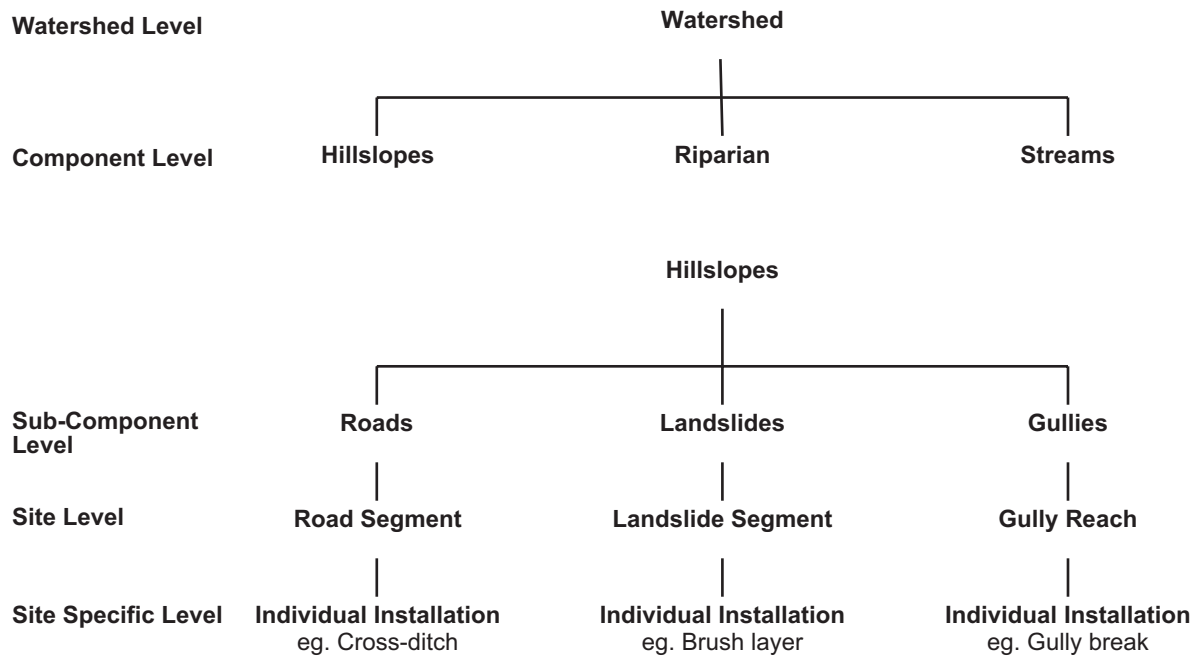 Watershed Level
Watershed
Component Level
Hillslopes
Riparian
Streams
Hillslopes
Sub-Component
Level
Roads
Landslides
Gullies
Site Level
Road Segment
Landslide Segment
Gully Reach
Site Specific Level
Individual Installation
eg. Cross-ditch
Individual Installation
eg. Brush layer
Individual Installation
eg. Gully break